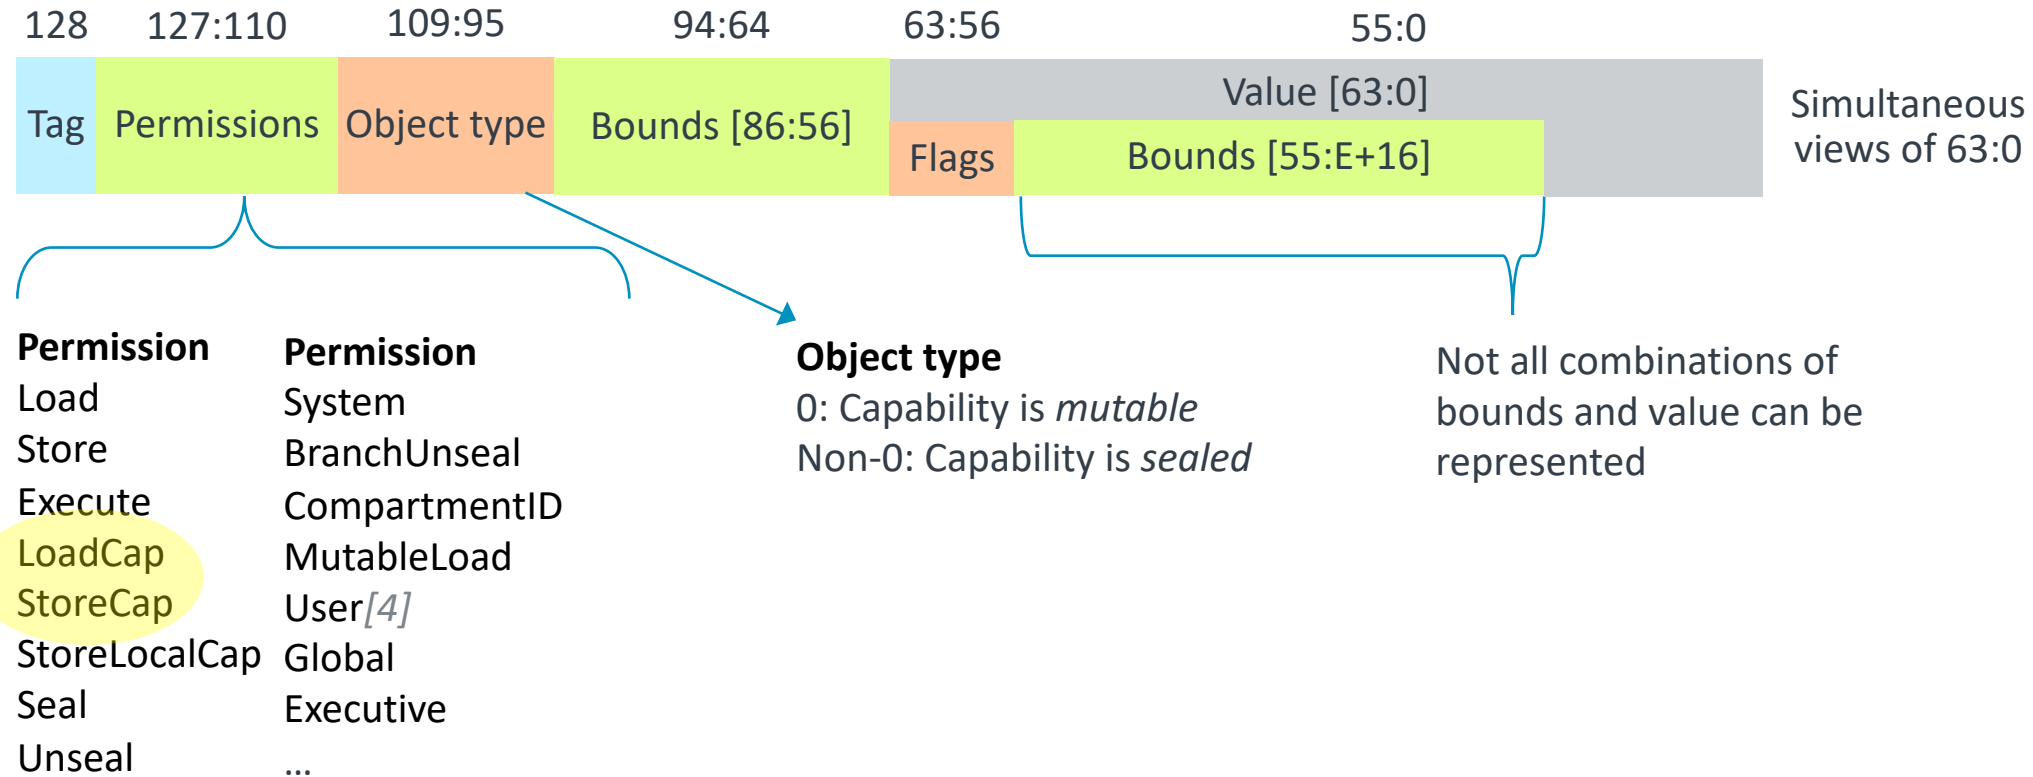 128 127:110 109:95 94:64 63:56 55:0
Tag Permissions Object type Bounds [86:56] Value [63:0]
Flags Bounds [55:E+16]
Simultaneous
views of 63:0
Permission
Load
Store
Execute
LoadCap
StoreCap
StoreLocalCap
Seal
Unseal
Permission
System
BranchUnseal
CompartmentID
MutableLoad
User[4]
Global
Executive
...
Object type
0: Capability is mutable
Non-0: Capability is sealed
Not all combinations of
bounds and value can be
represented